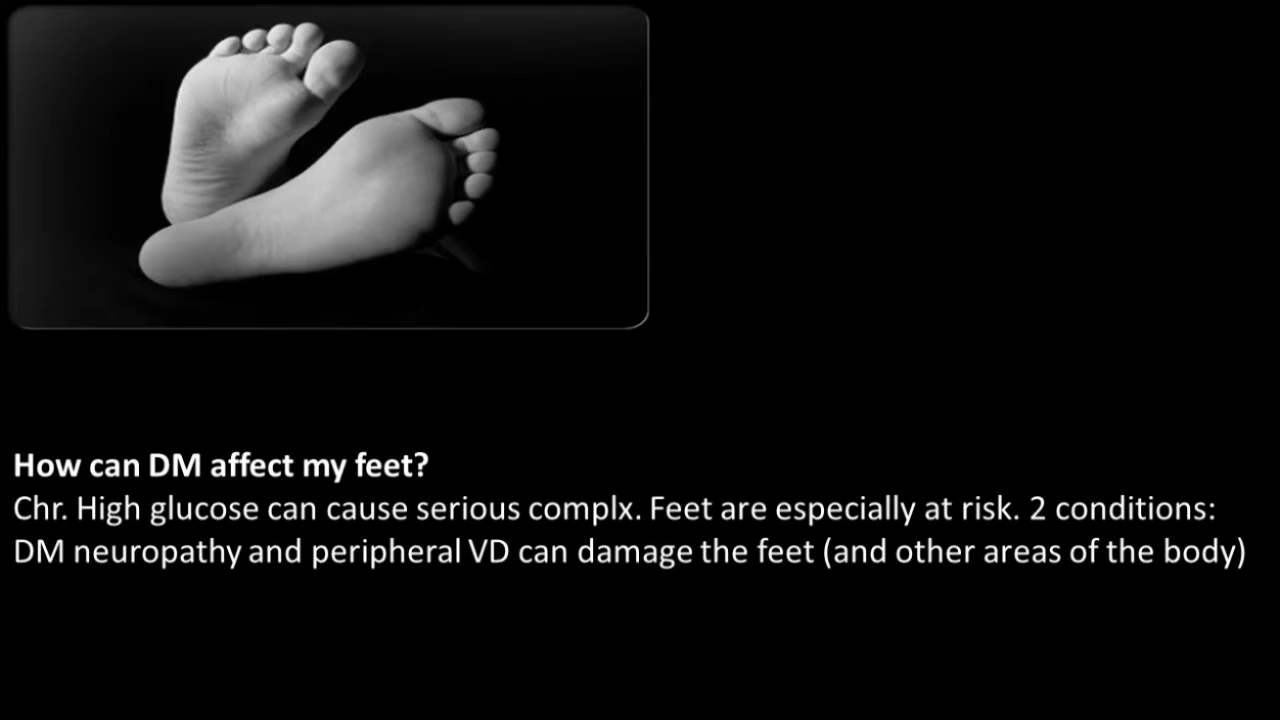 How can DM affect my feet?
Chr. High glucose can cause serious complx. Feet are especially at risk. 2 conditions:
DM neuropathy and peripheral VD can damage the feet (and other areas of the body)